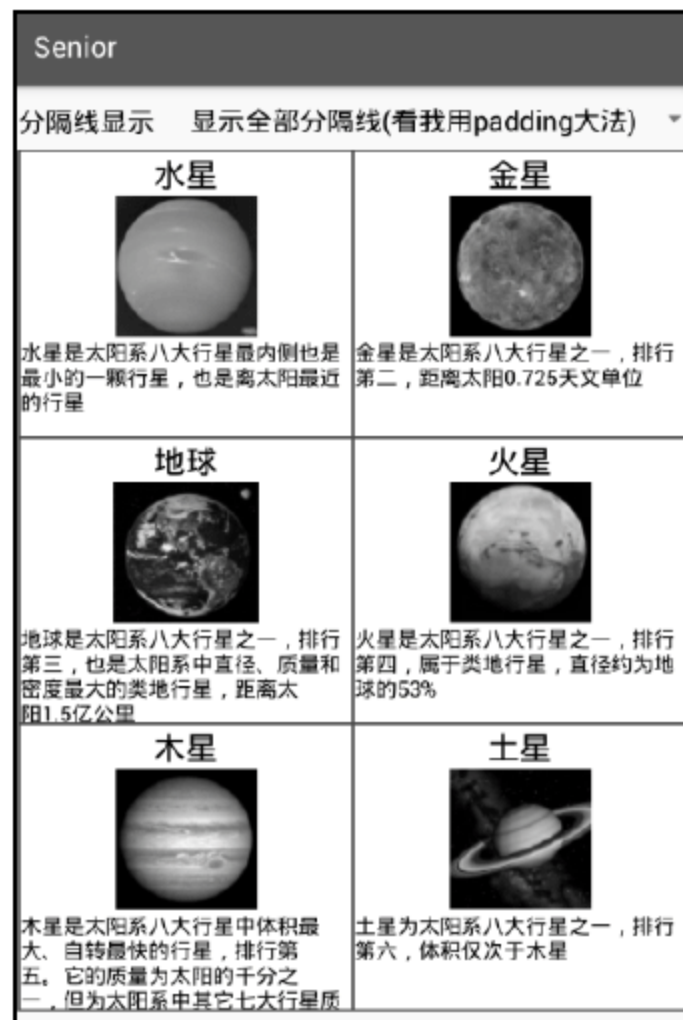 Senior
分隔线显示 显示全部分隔线(看我用padding大法)
水星
水星是太阳系八大行星最内侧也是
最小的一颗行星，也是离太阳最近
的行星
金星
金星是太阳系八大行星之一，排行
第二，距离太阳0.725天文单位
地球
地球是太阳系八大行星之一，排行
第三，也是太阳系中直径、质量和
密度最大的类地行星，距离太
阳1.5亿公里
火星
火星是太阳系八大行星之一，排行
第四，属于类地行星，直径约为地
球的53%
木星
木星是太阳系八大行星中体积最
大、自转最快的行星，排行第
五。它的质量为太阳的千分之
一，但为太阳系中其它七大行星质
土星
土星为太阳系八大行星之一，排行
第六，体积仅次于木星